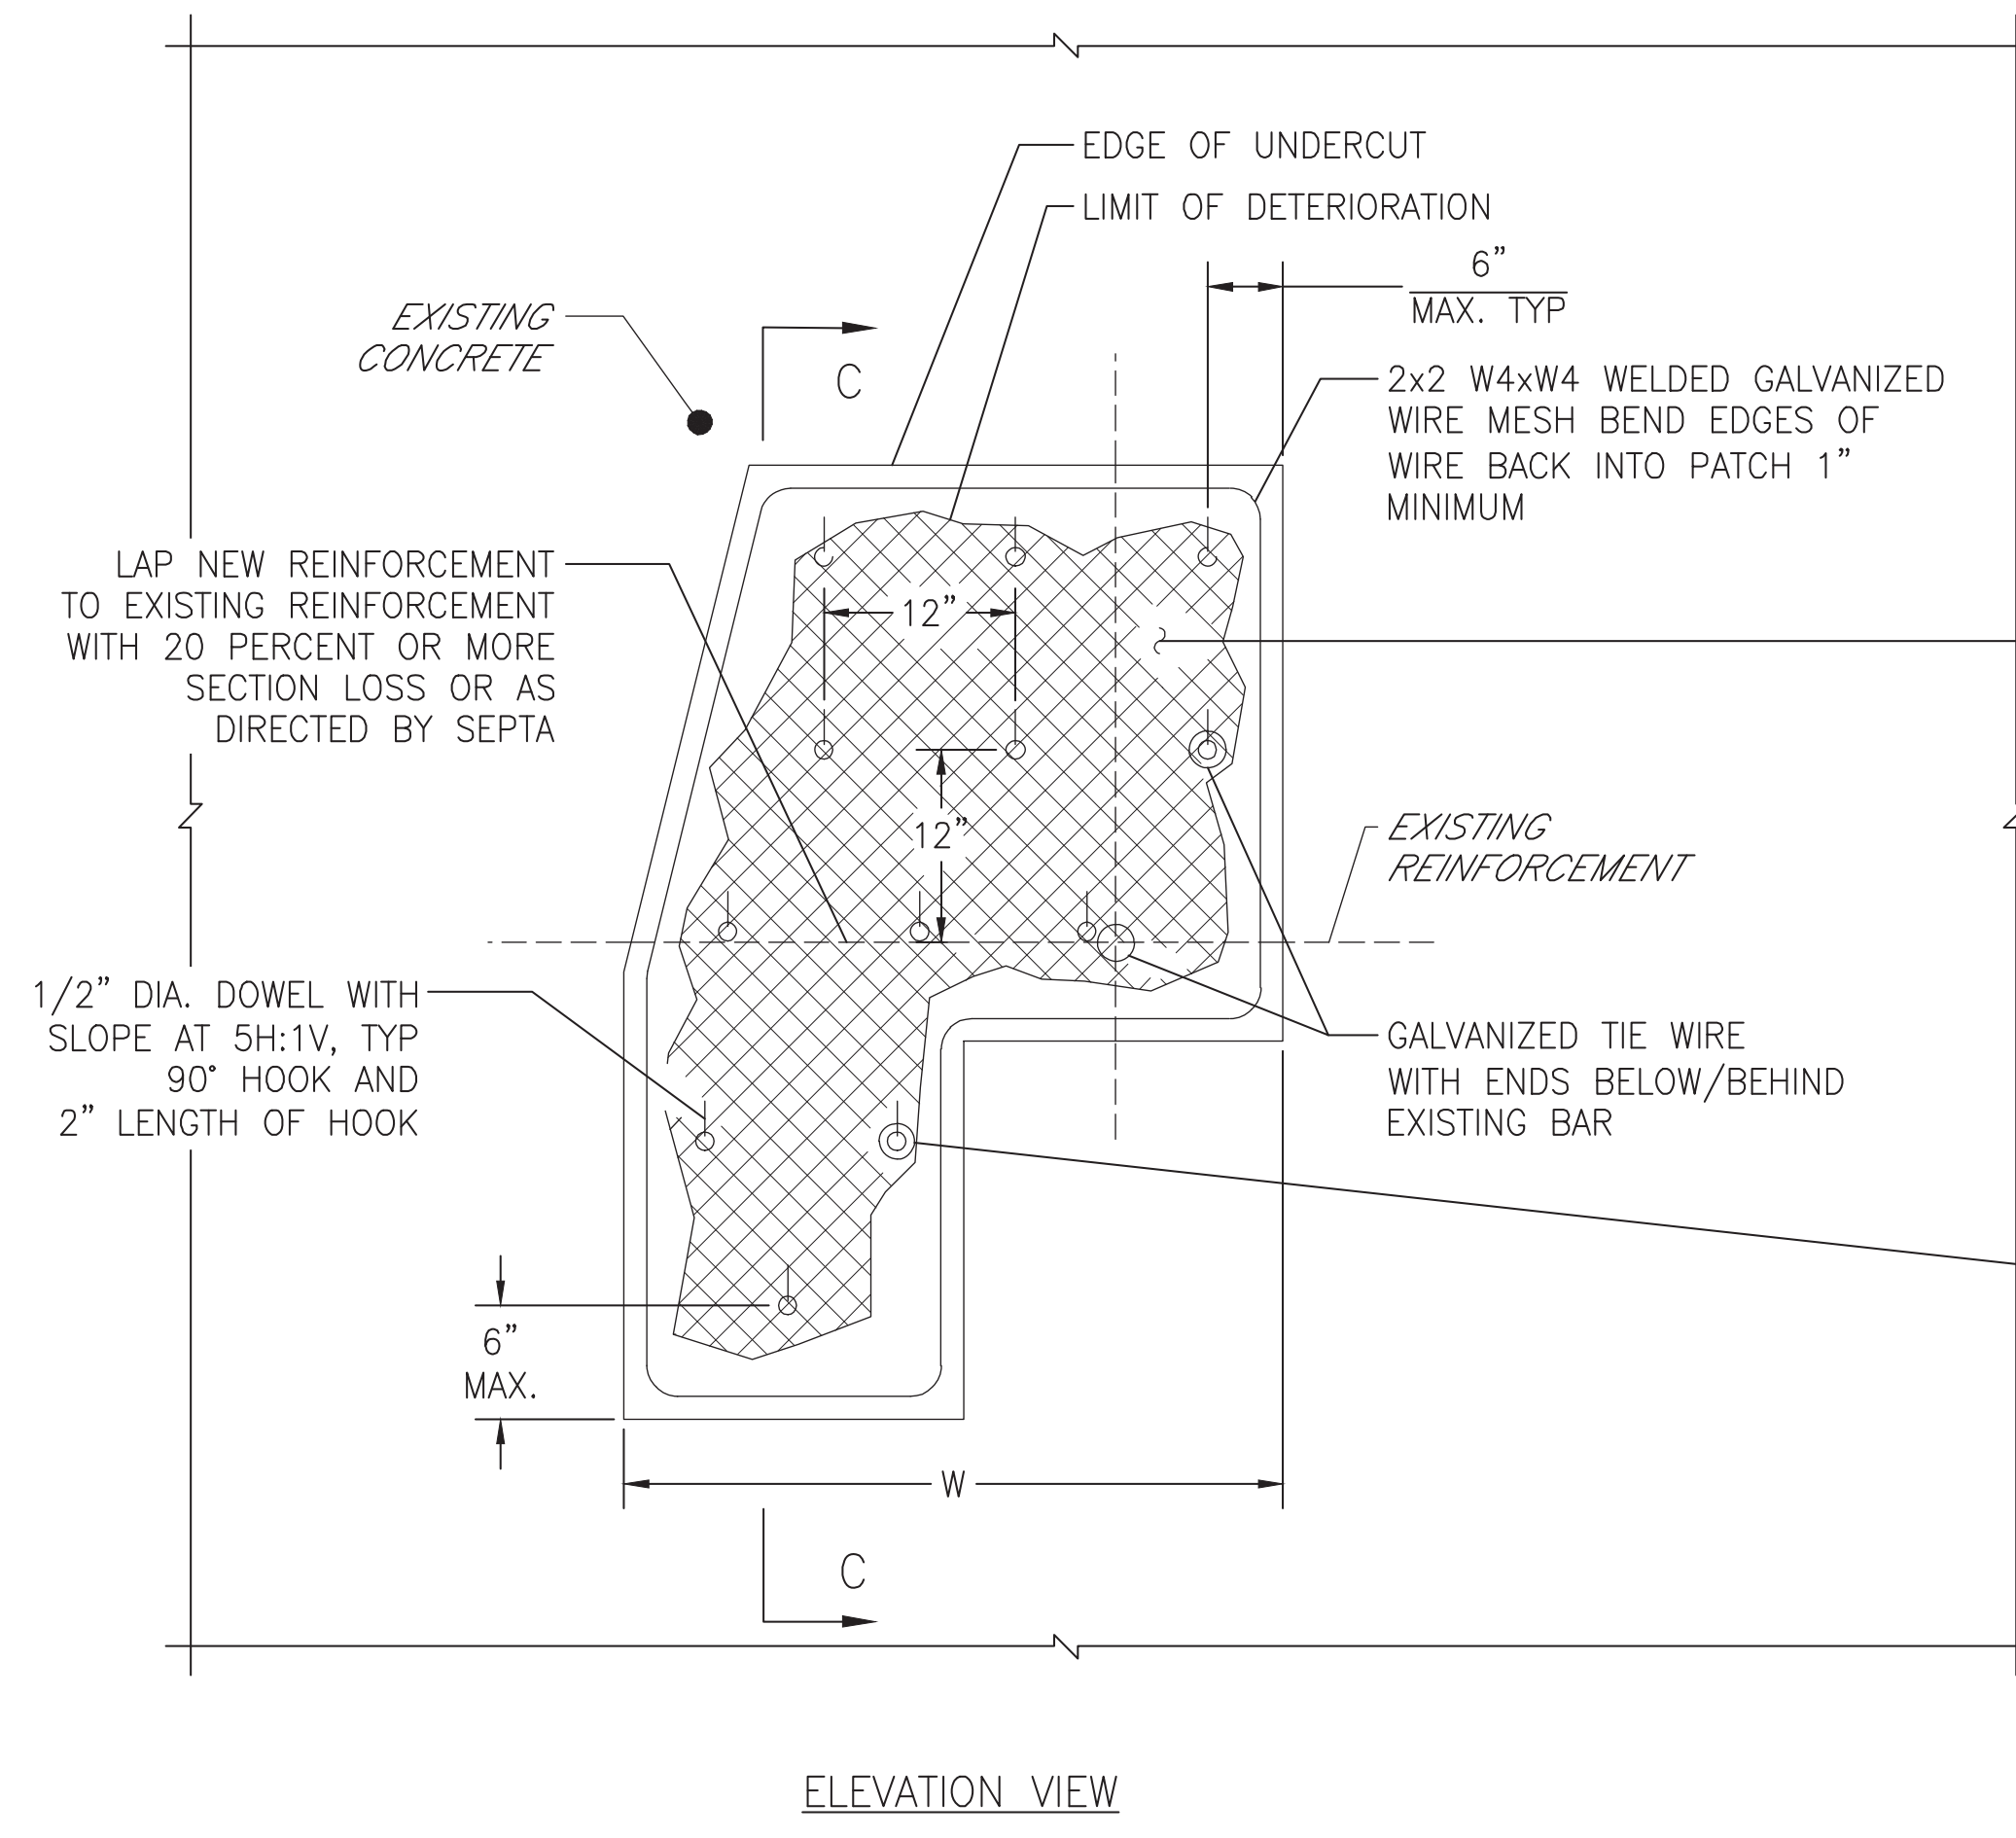 EDGE OF UNDERCUT
LIMIT OF DETERIORATION
6"
MAX. TYP
EXISTING
CONCRETE
C
2x2 W4xW4 WELDED GALVANIZED
WIRE MESH BEND EDGES OF
WIRE BACK INTO PATCH 1"
MINIMUM
LAP NEW REINFORCEMENT
TO EXISTING REINFORCEMENT
WITH 20 PERCENT OR MORE
SECTION LOSS OR AS
DIRECTED BY SEPTA
12"
12"
EXISTING
REINFORCEMENT
1/2" DIA. DOWEL WITH
SLOPE AT 5H:1V, TYP
90° HOOK AND
2" LENGTH OF HOOK
GALVANIZED TIE WIRE
WITH ENDS BELOW/BEHIND
EXISTING BAR
6"
MAX.
W
C
ELEVATION VIEW